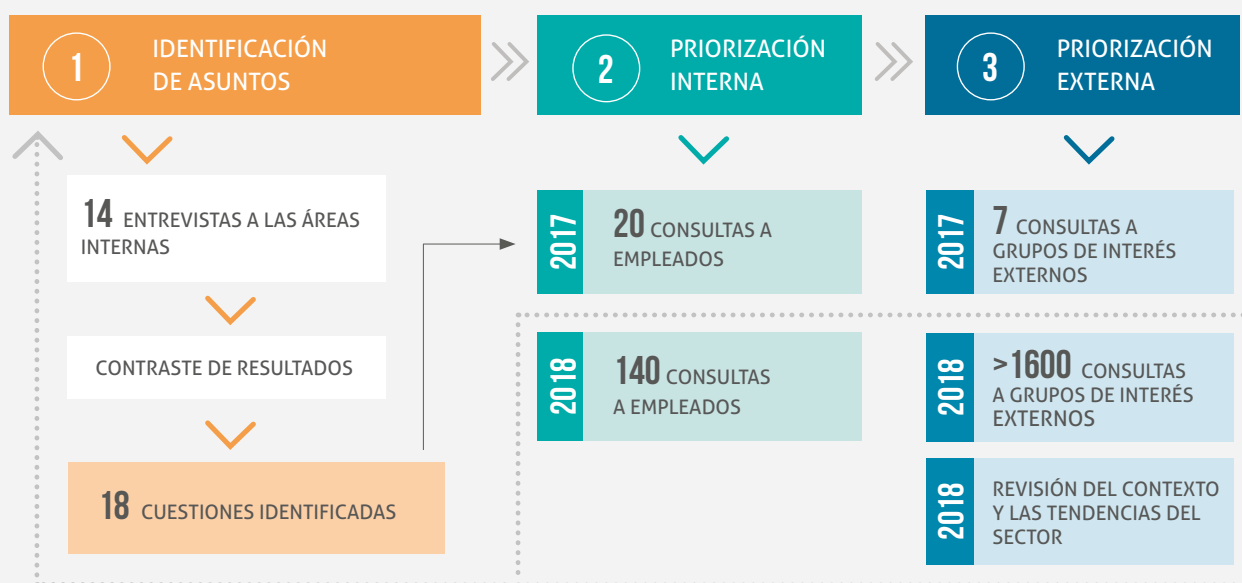 1
IDENTIFICACIÓN
DE ASUNTOS
14 ENTREVISTAS A LAS ÁREAS
INTERNAS
CONTRASTE DE RESULTADOS
18 CUESTIONES IDENTIFICADAS
2
PRIORIZACIÓN
INTERNA
2017
20 CONSULTAS A
EMPLEADOS
2018
140 CONSULTAS
A EMPLEADOS
3
PRIORIZACIÓN
EXTERNA
2017
7 CONSULTAS A
GRUPOS DE INTERÉS
EXTERNOS
2018
>1600 CONSULTAS
A GRUPOS DE INTERÉS
EXTERNOS
2018
REVISIÓN DEL CONTEXTO
Y LAS TENDENCIAS DEL
SECTOR